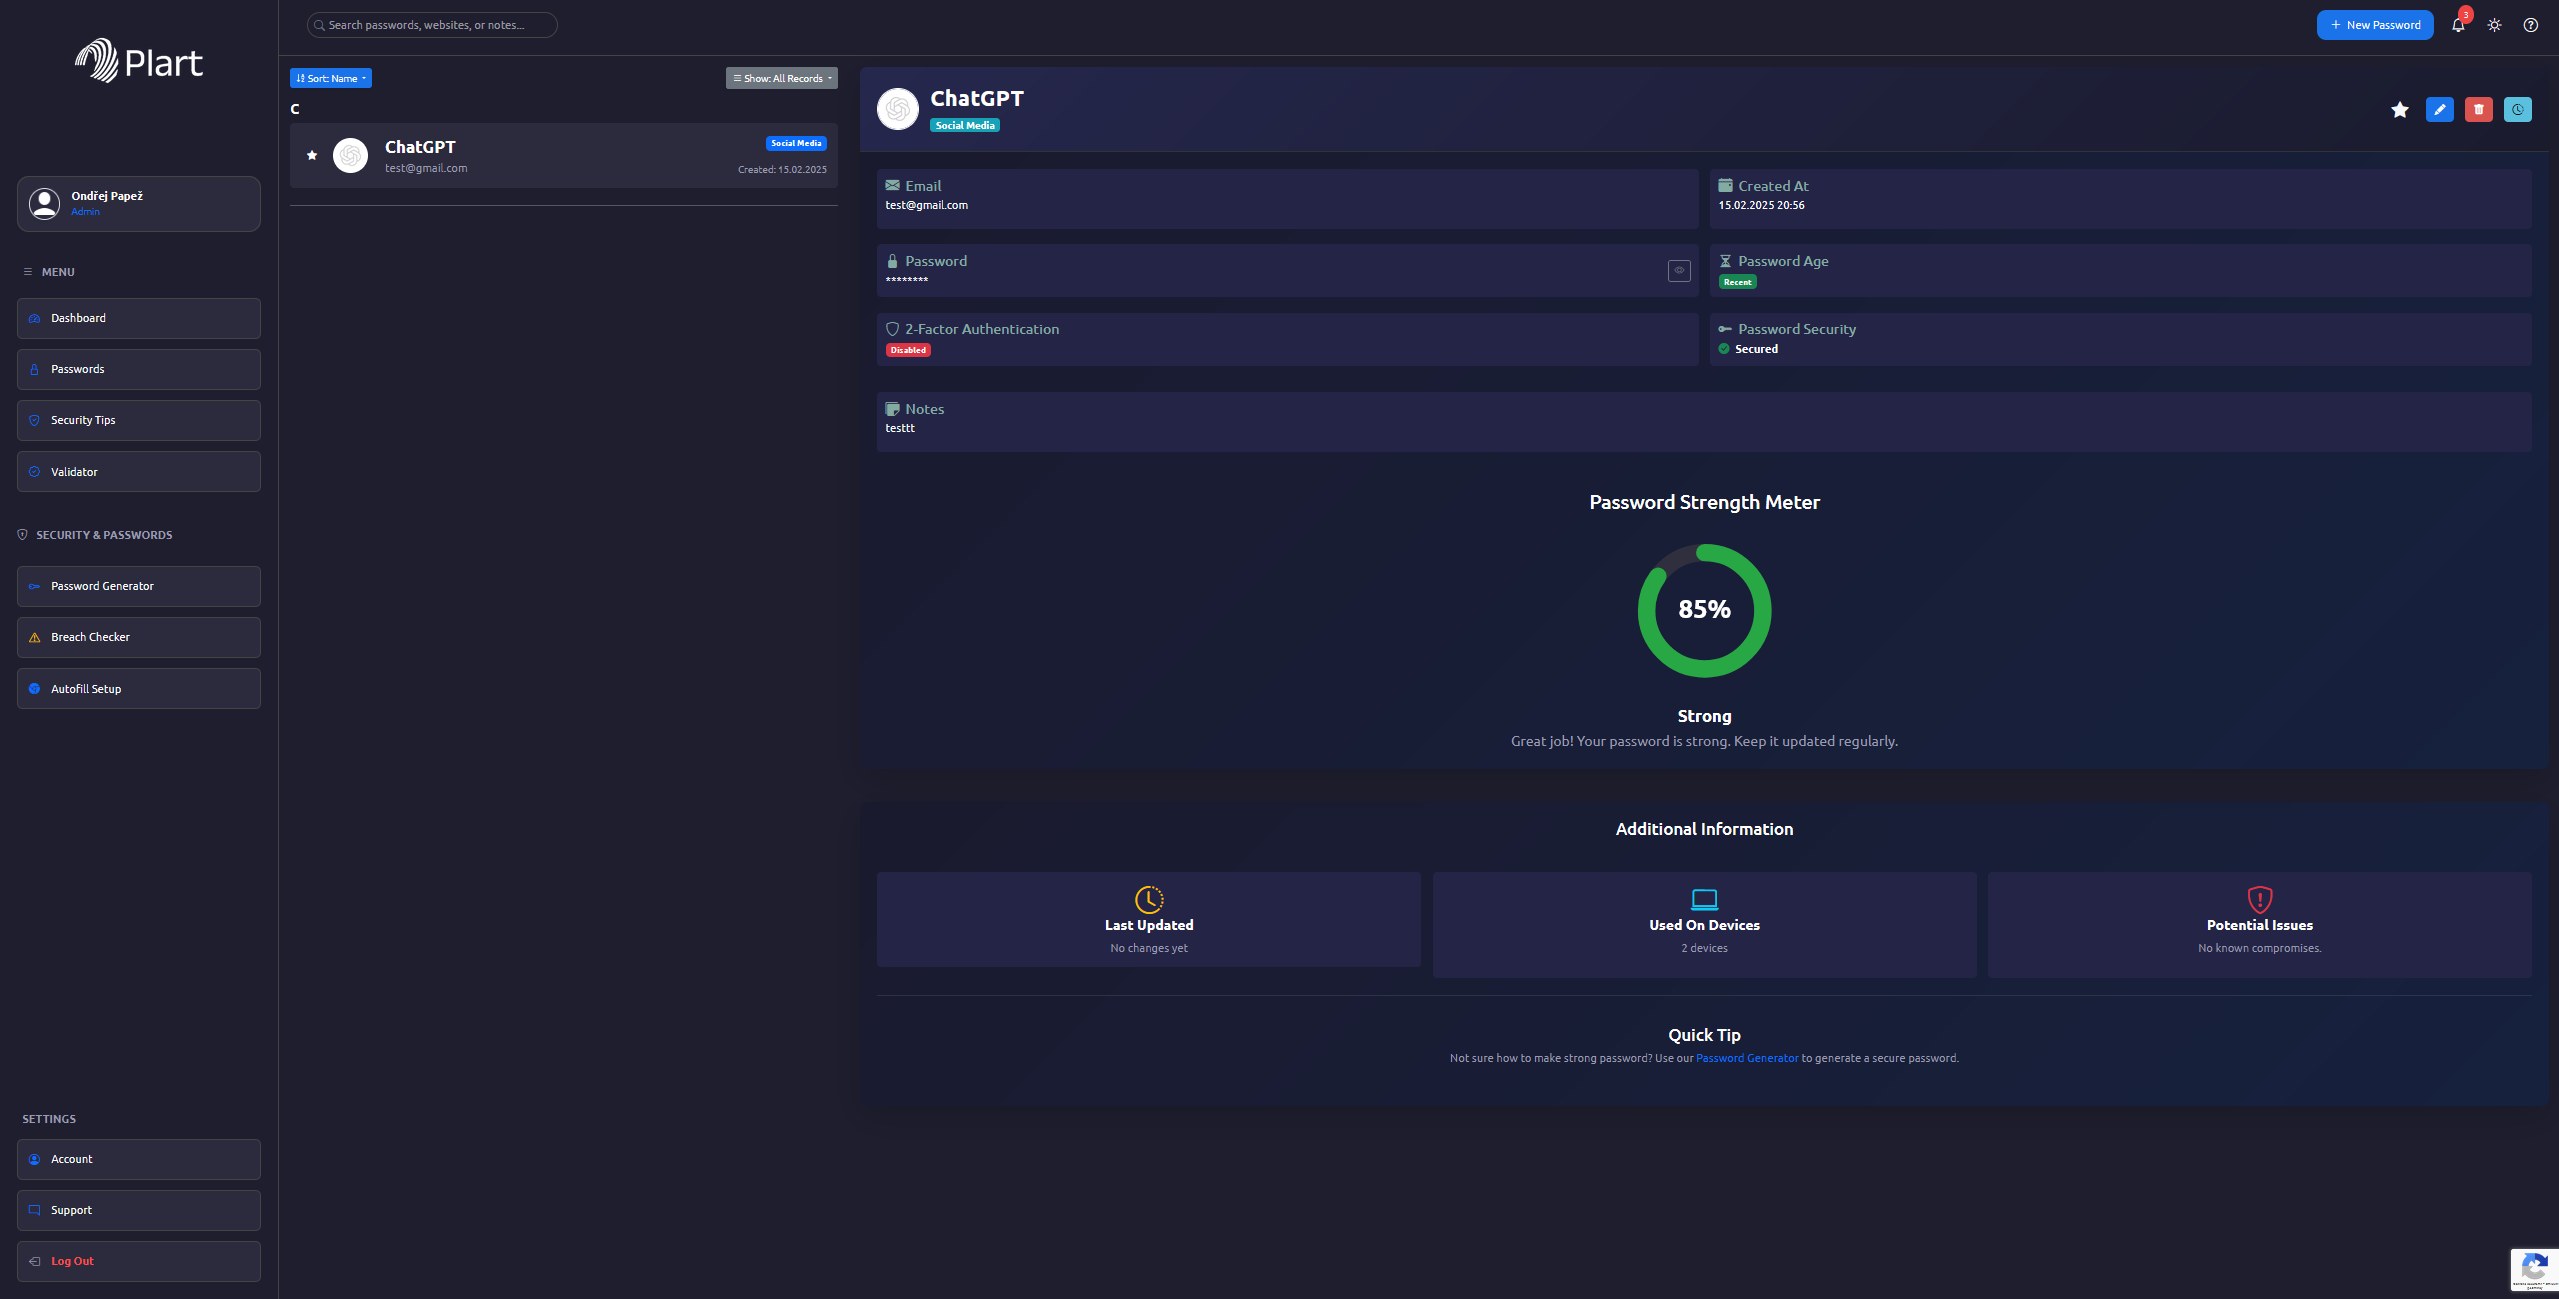 Plart
Ondřej Papež
Admin
MENU
Dashboard
Passwords
Security Tips
Validator
SECURITY & PASSWORDS
Password Generator
Breach Checker
Autofill Setup
SETTINGS
Account
Support
Log Out
Search passwords, websites, or notes...
New Password
3
Sort: Name
Show: All Records
C
ChatGPT
Social Media
test@gmail.com
Created: 15.02.2025
ChatGPT
Social Media
Email
test@gmail.com
Created At
15.02.2025 20:56
Password
********
Password Age
Recent
2-Factor Authentication
Disabled
Password Security
Secured
Notes
testtt
Password Strength Meter
85%
Strong
Great job! Your password is strong. Keep it updated regularly.
Additional Information
Last Updated
No changes yet
Used On Devices
2 devices
Potential Issues
No known compromises.
Quick Tip
Not sure how to make strong password? Use our Password Generator to generate a secure password.